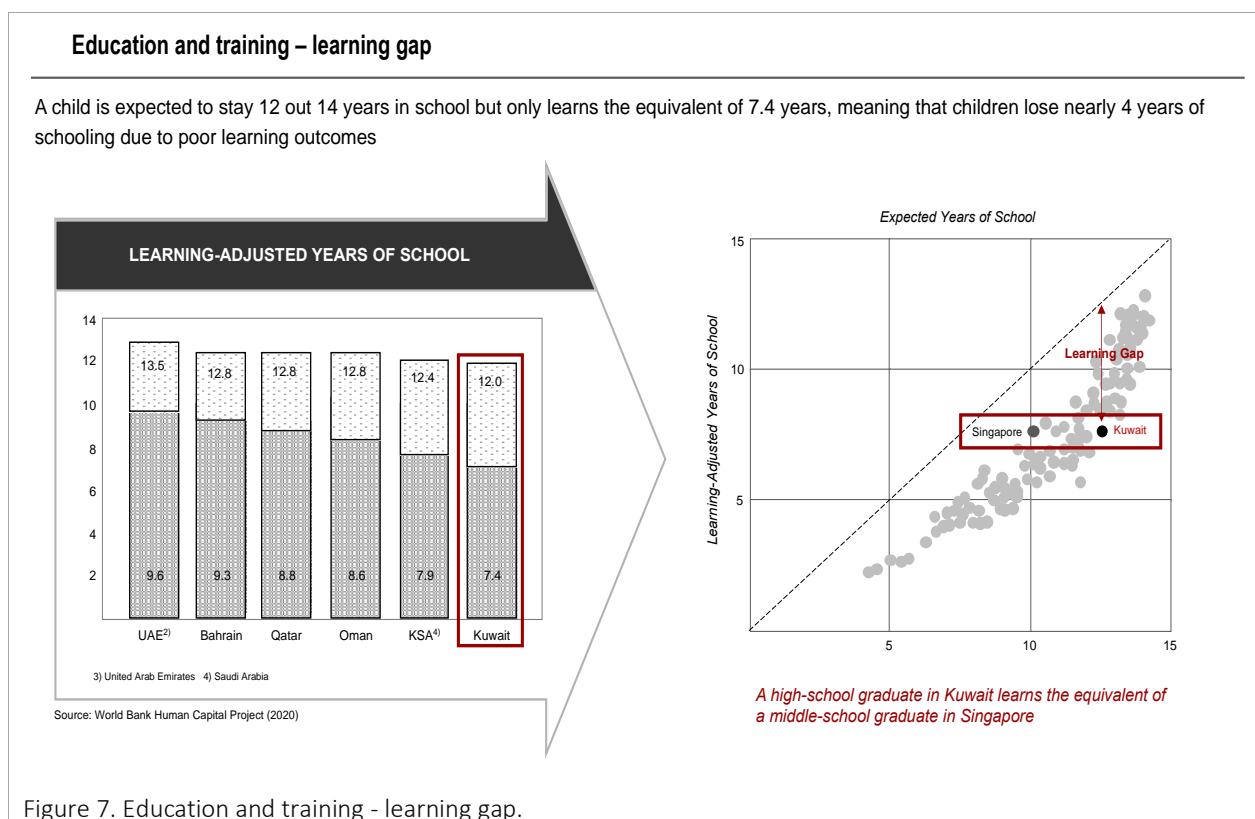 Education and training – learning gap
A child is expected to stay 12 out 14 years in school but only learns the equivalent of 7.4 years, meaning that children lose nearly 4 years of
schooling due to poor learning outcomes
LEARNING-ADJUSTED YEARS OF SCHOOL
14
12
10
8
6
4
2
13.5
12.8
12.8
12.8
12.4
12.0
9.6
9.3
8.8
8.6
7.9
7.4
UAE2)
Bahrain
Qatar
Oman
KSA4)
Kuwait
3) United Arab Emirates 4) Saudi Arabia
Source: World Bank Human Capital Project (2020)
Expected Years of School
Learning-Adjusted Years of School
15
10
5
Learning Gap
Singapore
Kuwait
5
10
15
A high-school graduate in Kuwait learns the equivalent of
a middle-school graduate in Singapore
Figure 7. Education and training - learning gap.